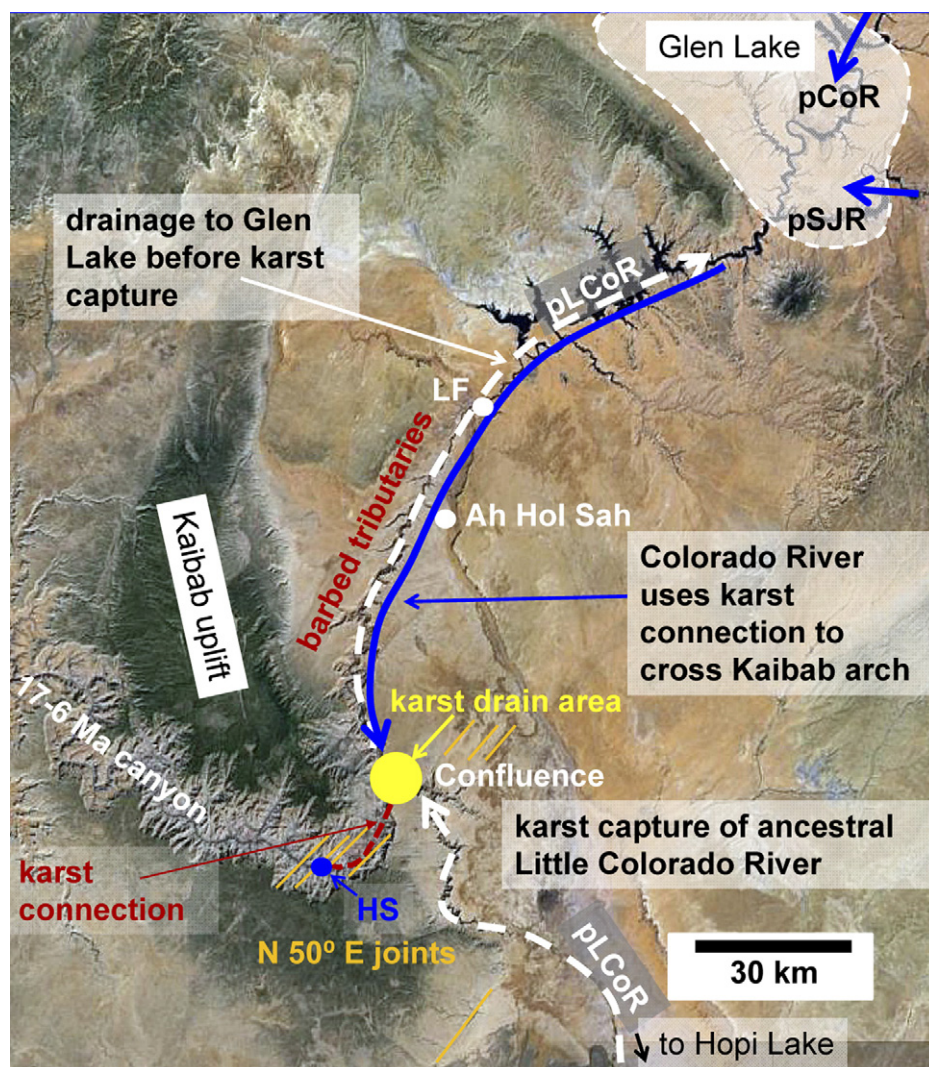 Glen Lake
pCoR
pSJR
drainage to Glen
Lake before karst
capture
pLCoR
LF
barbed tributaries
Ah Hol Sah
Kaibab uplift
Colorado River
uses karst
connection to
cross Kaibab arch
karst drain area
17-6 Ma canyon
Confluence
karst capture of ancestral
Little Colorado River
karst
connection
HS
N 50º E joints
pLCoR
30 km
to Hopi Lake